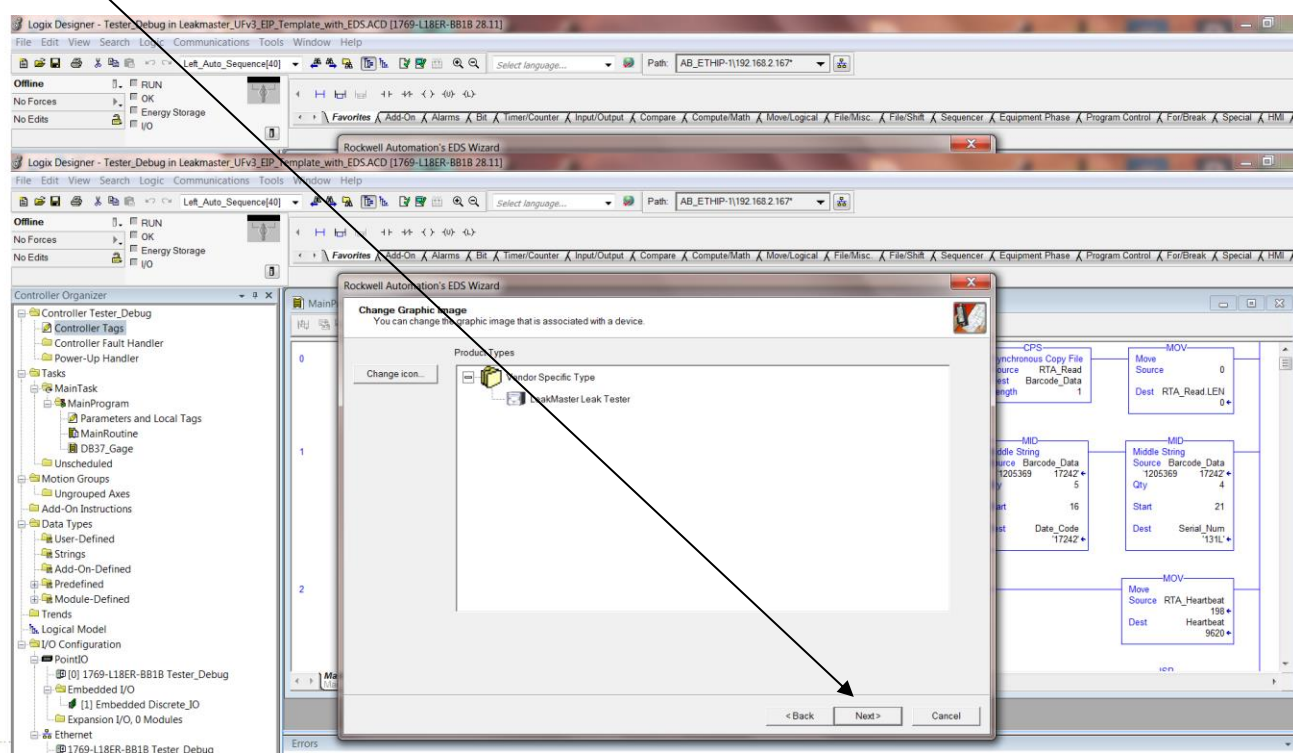 Logix Designer - Tester_Debug in Leakmaster_UFv3_EIP_Template_with_EDS.ACD [1769-L18ER-BB1B 28.11]
File Edit View Search Logic Communications Tools Window Help
Left_Auto_Sequence[40] Select language... Path: AB_ETHIP-1\192.168.2.167*
Offline RUN
No Forces OK
Energy Storage
No Edits I/O
Favorites Add-On Alarms Bit Timer/Counter Input/Output Compare Compute/Math Move/Logical File/Misc. File/Shift Sequencer Equipment Phase Program Control For/Break Special HMI
Rockwell Automation's EDS Wizard
Logix Designer - Tester_Debug in Leakmaster_UFv3_EIP_Template_with_EDS.ACD [1769-L18ER-BB1B 28.11]
File Edit View Search Logic Communications Tools Window Help
Left_Auto_Sequence[40] Select language... Path: AB_ETHIP-1\192.168.2.167*
Offline RUN
No Forces OK
Energy Storage
No Edits I/O
Favorites Add-On Alarms Bit Timer/Counter Input/Output Compare Compute/Math Move/Logical File/Misc. File/Shift Sequencer Equipment Phase Program Control For/Break Special HMI
Controller Organizer
Controller Tester_Debug
Controller Tags
Controller Fault Handler
Power-Up Handler
Tasks
MainTask
MainProgram
Parameters and Local Tags
MainRoutine
DB37_Gage
Unscheduled
Motion Groups
Ungrouped Axes
Add-On Instructions
Data Types
User-Defined
Strings
Add-On-Defined
Predefined
Module-Defined
Trends
Logical Model
I/O Configuration
PointIO
[0] 1769-L18ER-BB1B Tester_Debug
Embedded I/O
[1] Embedded Discrete_IO
Expansion I/O, 0 Modules
Ethernet
1769-L18ER-BB1B Tester_Debug
Rockwell Automation's EDS Wizard
Change Graphic Image
You can change the graphic image that is associated with a device.
Product Types
Change icon...
Vendor Specific Type
LeakMaster Leak Tester
< Back Next > Cancel
MainP
0
1
2
CPS
ynchronous Copy File
ource RTA_Read
est Barcode_Data
ength 1
MOV
Move
Source 0
Dest RTA_Read.LEN
0
MID
iddle String
ource Barcode_Data
'1205369 17242'
y 5
art 16
est Date_Code
'17242'
MID
Middle String
Source Barcode_Data
'1205369 17242'
Qty 4
Start 21
Dest Serial_Num
'131L'
MOV
Move
Source RTA_Heartbeat
198
Dest Heartbeat
9620
Errors